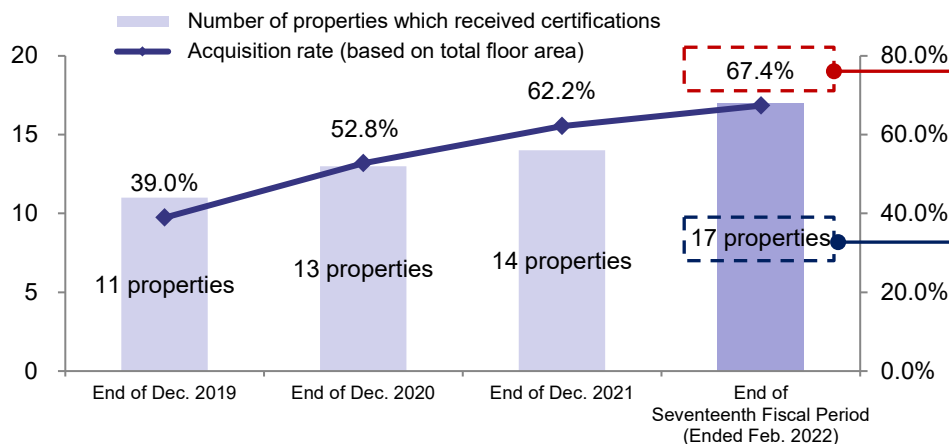 Number of properties which received certifications
Acquisition rate (based on total floor area)
20
15
10
5
0
80.0%
60.0%
40.0%
20.0%
0.0%
39.0%
52.8%
62.2%
67.4%
11 properties
13 properties
14 properties
17 properties
End of Dec. 2019
End of Dec. 2020
End of Dec. 2021
End of
Seventeenth Fiscal Period
(Ended Feb. 2022)